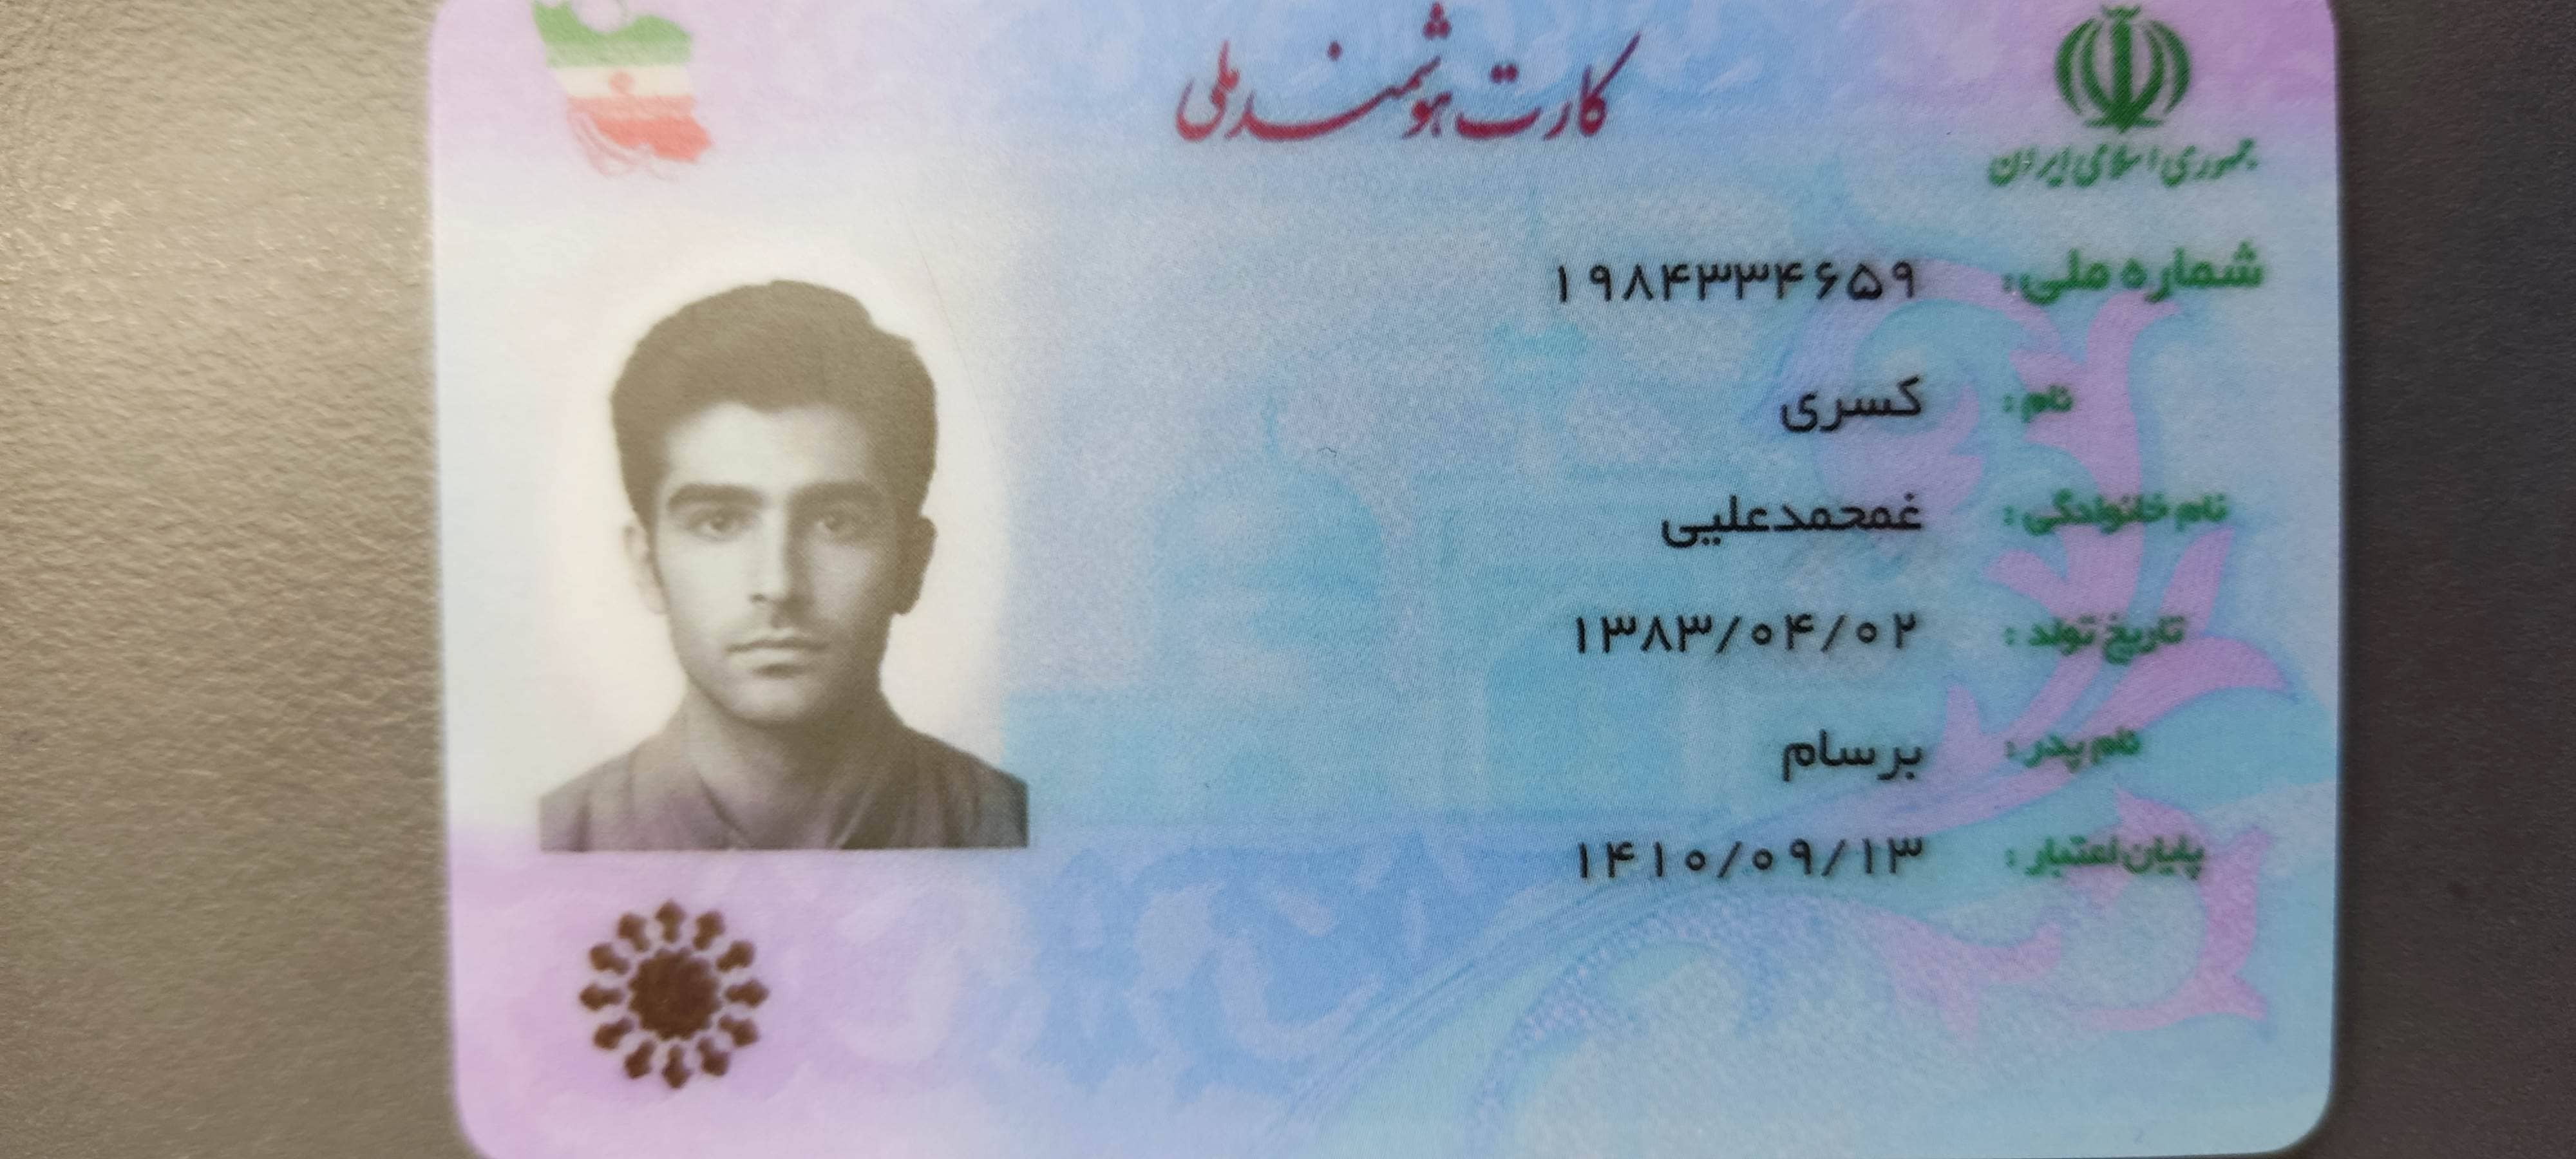 کارت هوشمند ملی
جمهوری اسلامی ایران
شماره ملی: ۱۹۸۴۳۳۴۶۵۹
نام: کسری
نام خانوادگی: غمحمدعلیی
تاریخ تولد: ۱۳۸۳/۰۴/۰۲
نام پدر: برسام
پایان اعتبار: ۱۴۱۰/۰۹/۱۳